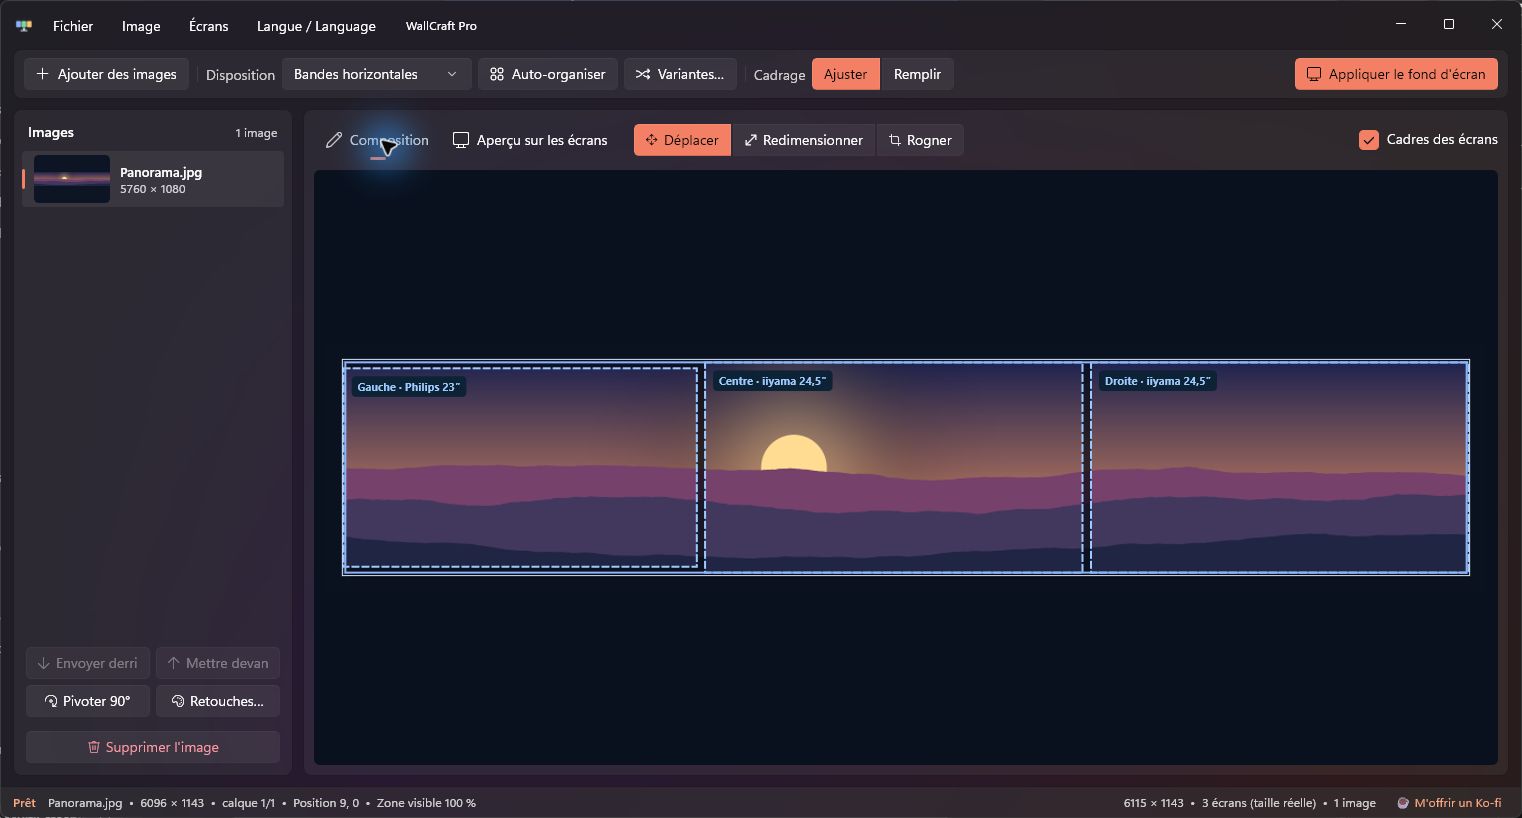 Fichier Image Écrans Langue / Language WallCraft Pro
Ajouter des images Disposition Bandes horizontales Auto-organiser Variantes... Cadrage Ajuster Remplir Appliquer le fond d'écran
Images 1 image
Panorama.jpg
5760 × 1080
Composition Aperçu sur les écrans Déplacer Redimensionner Rogner Cadres des écrans
Gauche · Philips 23"
Centre · iiyama 24,5"
Droite · iiyama 24,5"
Envoyer derri Mettre devan
Pivoter 90° Retouches...
Supprimer l'image
Prêt Panorama.jpg • 6096 × 1143 • calque 1/1 • Position 9, 0 • Zone visible 100 % 6115 × 1143 • 3 écrans (taille réelle) • 1 image M'offrir un Ko-fi